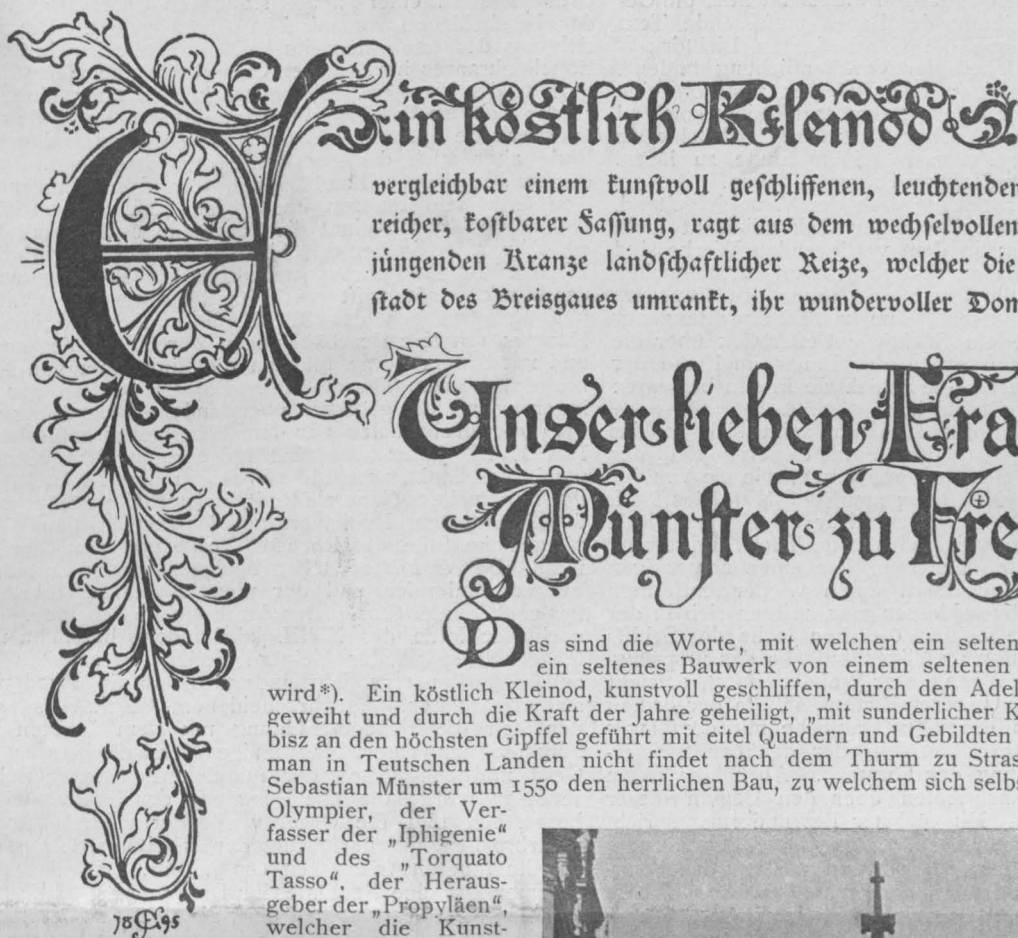 Ein köstlich Kleinod
vergleichbar einem kunstvoll geschliffenen, leuchtenden
reicher, kostbarer Fassung, ragt aus dem wechselvollen
jüngenden Kranze landschaftlicher Reize, welcher die
stadt des Breisgaues umrankt, ihr wundervoller Dom
Unser lieben Fra
Münster zu Fre
Das sind die Worte, mit welchen ein selten
ein seltenes Bauwerk von einem seltenen
wird*). Ein köstlich Kleinod, kunstvoll geschliffen, durch den Adel
geweiht und durch die Kraft der Jahre geheiligt, „mit sunderlicher K
bisz an den höchsten Gipffel geführt mit eitel Quadern und Gebildten
man in Teutschen Landen nicht findet nach dem Thurm zu Stras
Sebastian Münster um 1550 den herrlichen Bau, zu welchem sich selbs
Olympier, der Ver-
fasser der „Iphigenie“
und des „Torquato
Tasso“, der Heraus-
geber der „Propyläen“,
welcher die Kunst-
18 95